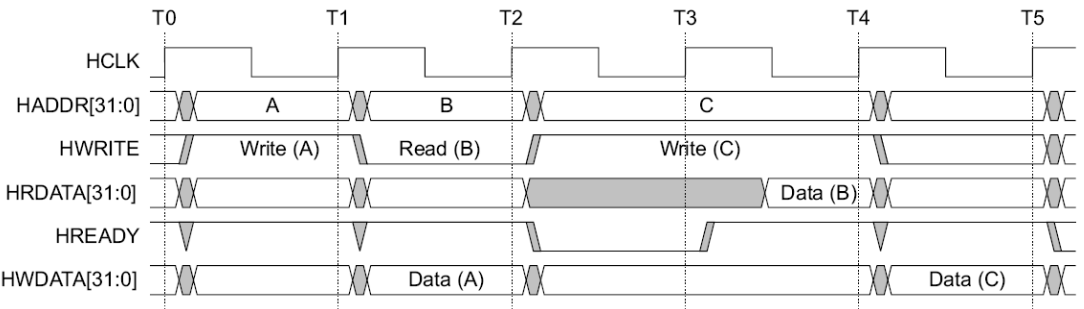 T0 T1 T2 T3 T4 T5
HCLK
HADDR[31:0] A B C
HWRITE Write (A) Read (B) Write (C)
HRDATA[31:0] Data (B)
HREADY
HWDATA[31:0] Data (A) Data (C)